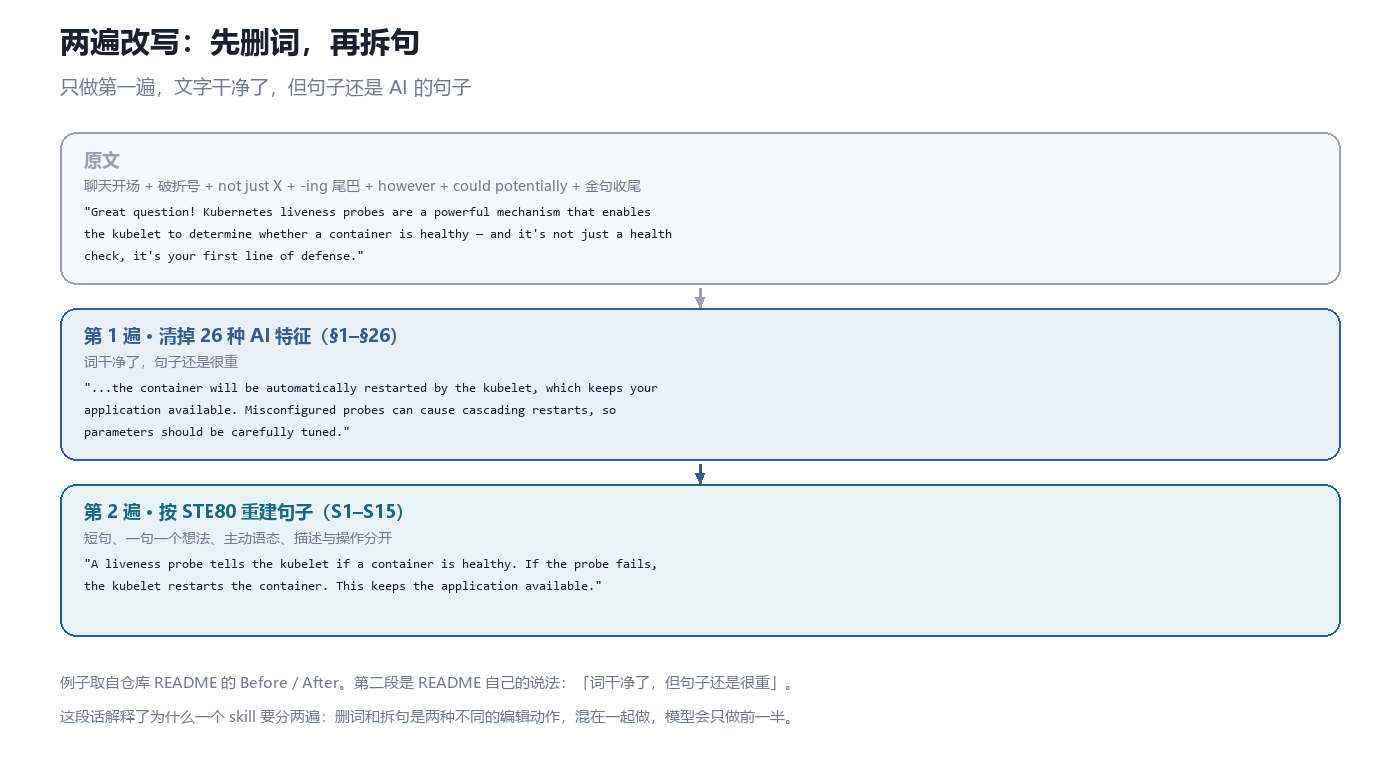 两遍改写：先删词，再拆句
只做第一遍，文字干净了，但句子还是 AI 的句子
原文
聊天开场 + 破折号 + not just X + -ing 尾巴 + however + could potentially + 金句收尾
"Great question! Kubernetes liveness probes are a powerful mechanism that enables
the kubelet to determine whether a container is healthy — and it's not just a health
check, it's your first line of defense."
第 1 遍 • 清掉 26 种 AI 特征（§1–§26）
词干净了，句子还是很重
"...the container will be automatically restarted by the kubelet, which keeps your
application available. Misconfigured probes can cause cascading restarts, so
parameters should be carefully tuned."
第 2 遍 • 按 STE80 重建句子（S1–S15）
短句、一句一个想法、主动语态、描述与操作分开
"A liveness probe tells the kubelet if a container is healthy. If the probe fails,
the kubelet restarts the container. This keeps the application available."
例子取自仓库 README 的 Before / After。第二段是 README 自己的说法：「词干净了，但句子还是很重」。
这段话解释了为什么一个 skill 要分两遍：删词和拆句是两种不同的编辑动作，混在一起做，模型会只做前一半。